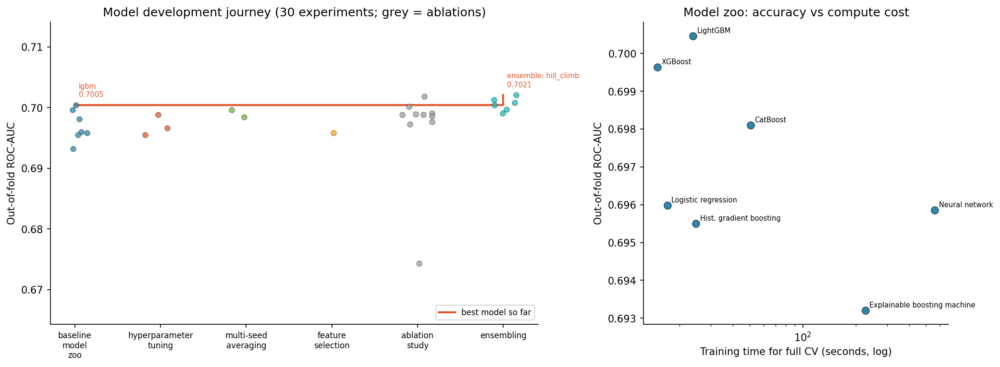 Model development journey (30 experiments; grey = ablations)
Out-of-fold ROC-AUC
0.71
0.70
0.69
0.68
0.67
lgbm
0.7005
ensemble: hill_climb
0.7021
best model so far
baseline
model
zoo
hyperparameter
tuning
multi-seed
averaging
feature
selection
ablation
study
ensembling
Model zoo: accuracy vs compute cost
Out-of-fold ROC-AUC
0.700
0.699
0.698
0.697
0.696
0.695
0.694
0.693
LightGBM
XGBoost
CatBoost
Logistic regression
Neural network
Hist. gradient boosting
Explainable boosting machine
10²
Training time for full CV (seconds, log)